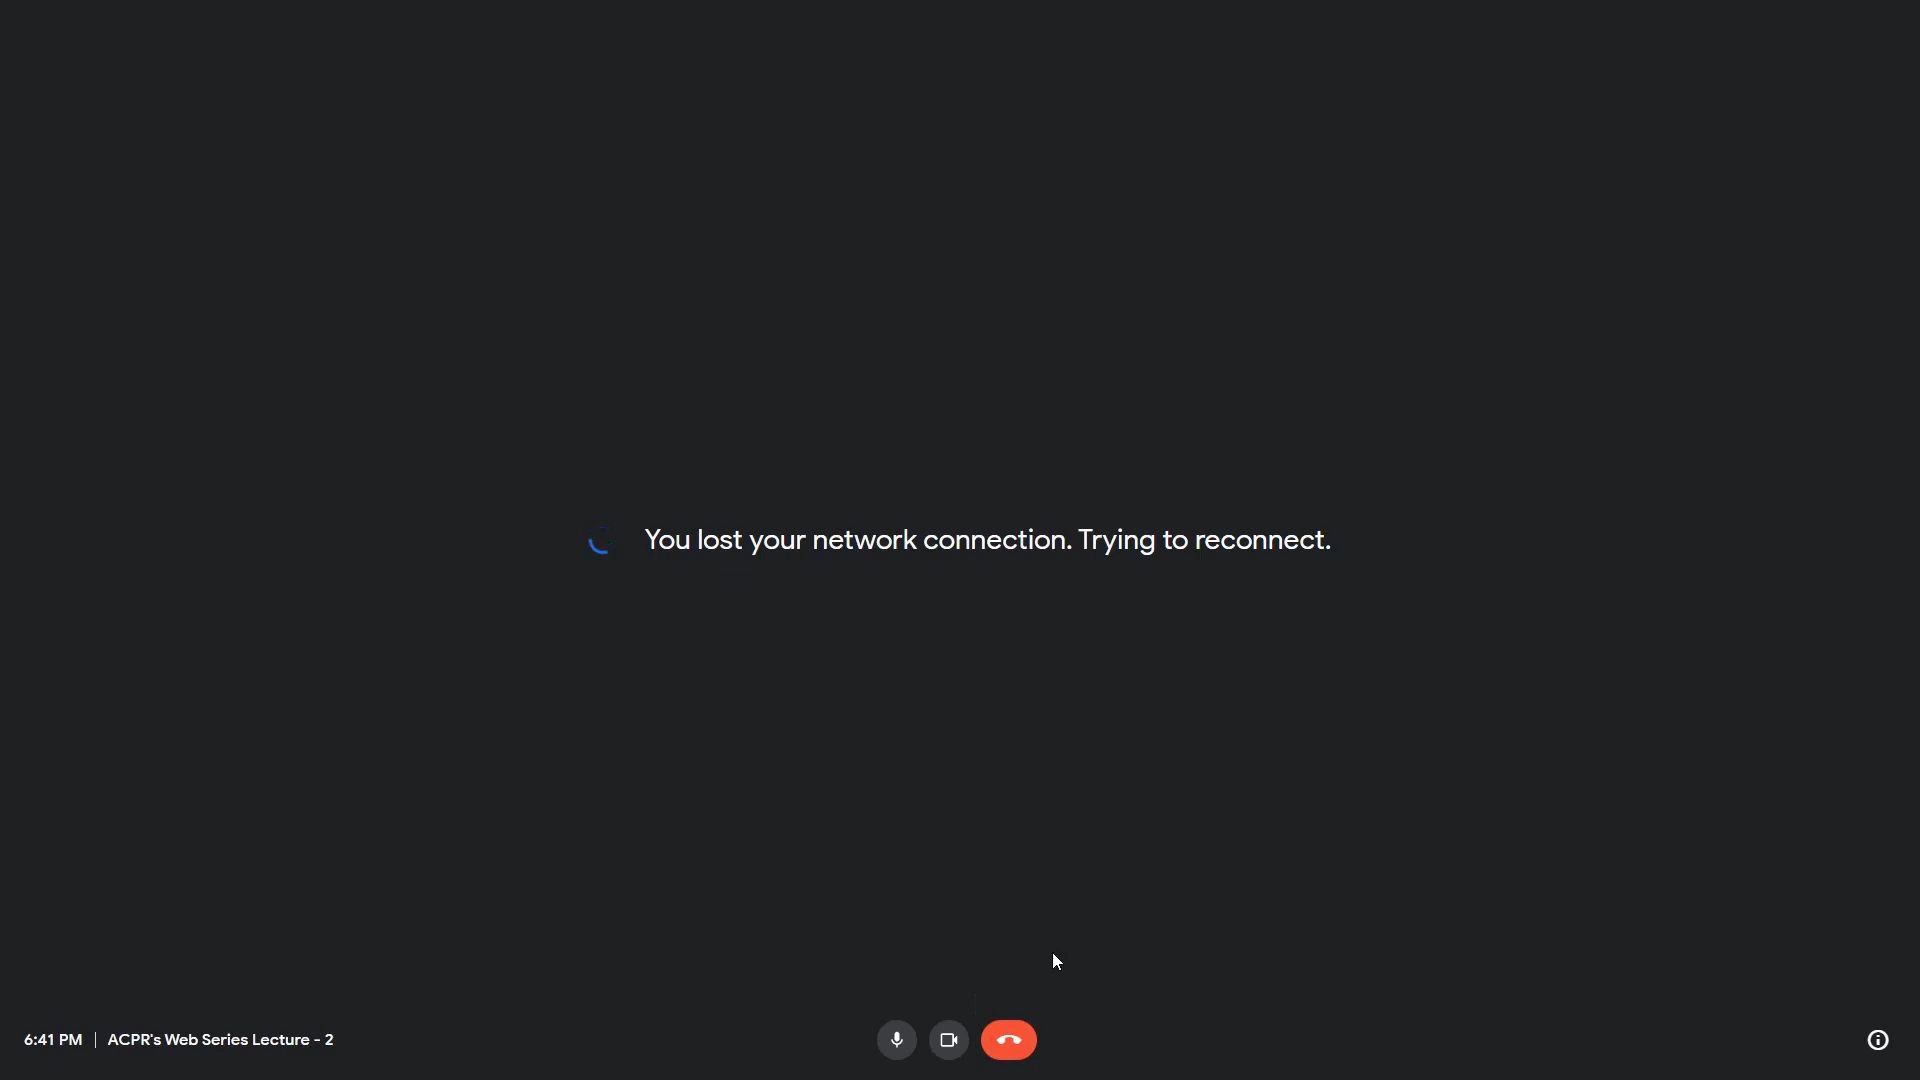 You lost your network connection. Trying to reconnect.
6:41 PM | ACPR's Web Series Lecture - 2